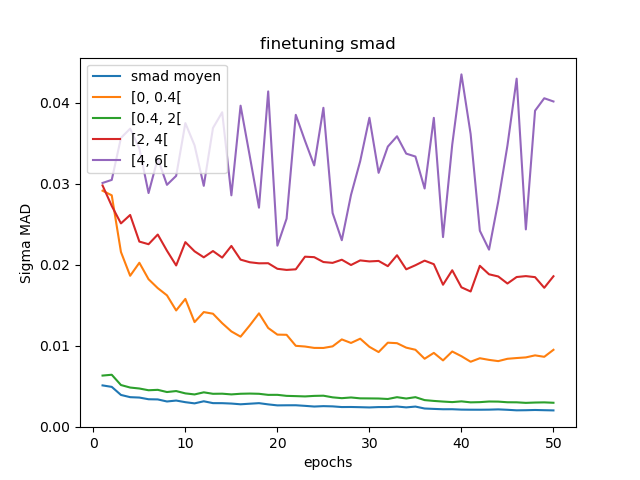 finetuning smad
smad moyen
[0, 0.4[
[0.4, 2[
[2, 4[
[4, 6[
Sigma MAD
0.04
0.03
0.02
0.01
0.00
0 10 20 30 40 50
epochs